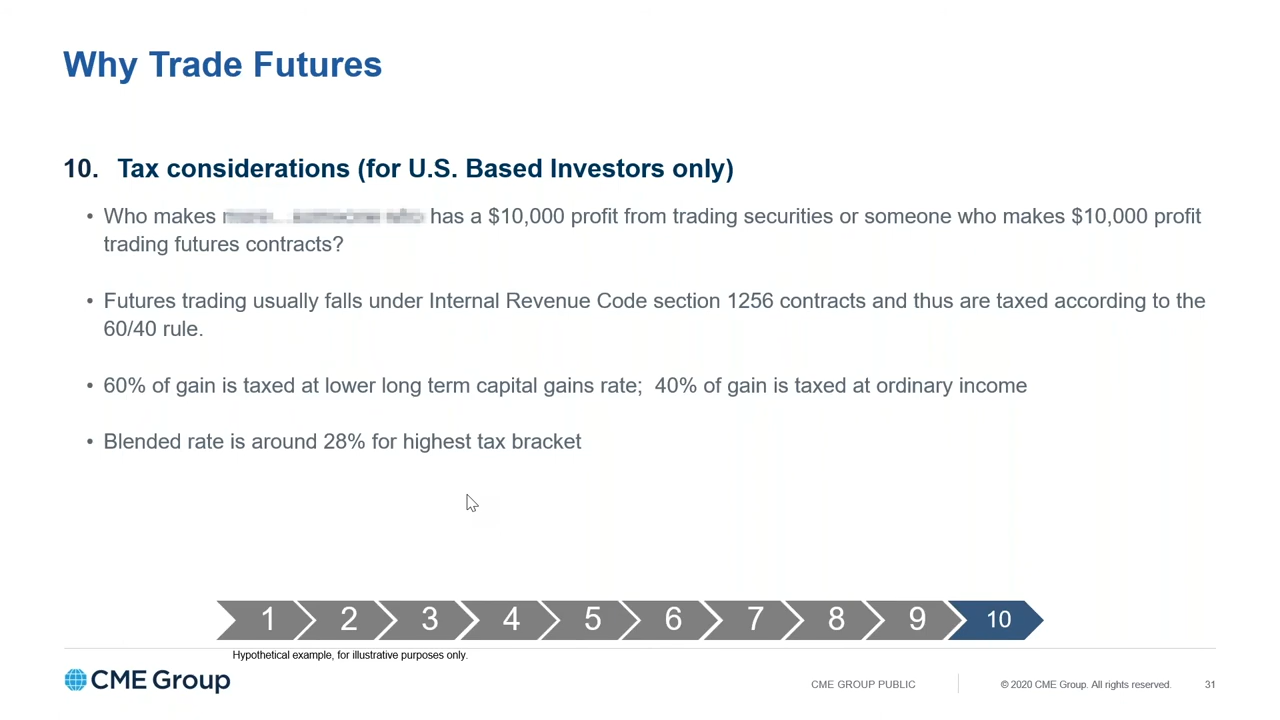 Why Trade Futures
10. Tax considerations (for U.S. Based Investors only)
• Who makes has a $10,000 profit from trading securities or someone who makes $10,000 profit
trading futures contracts?
• Futures trading usually falls under Internal Revenue Code section 1256 contracts and thus are taxed according to the
60/40 rule.
• 60% of gain is taxed at lower long term capital gains rate; 40% of gain is taxed at ordinary income
• Blended rate is around 28% for highest tax bracket
1 2 3 4 5 6 7 8 9 10
Hypothetical example, for illustrative purposes only.
CME Group
CME GROUP PUBLIC
© 2020 CME Group. All rights reserved.
31